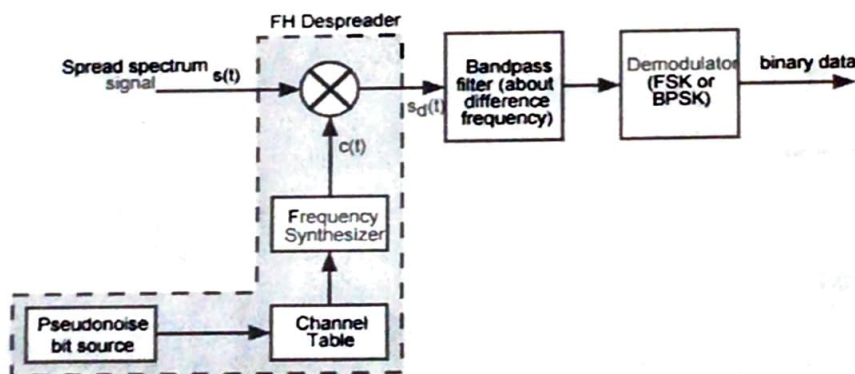 FH Despreader
Spread spectrum
signal
s(t)
s_d(t)
Bandpass
filter (about
difference
frequency)
Demodulator
(FSK or
BPSK)
binary data
c(t)
Frequency
Synthesizer
Pseudonoise
bit source
Channel
Table